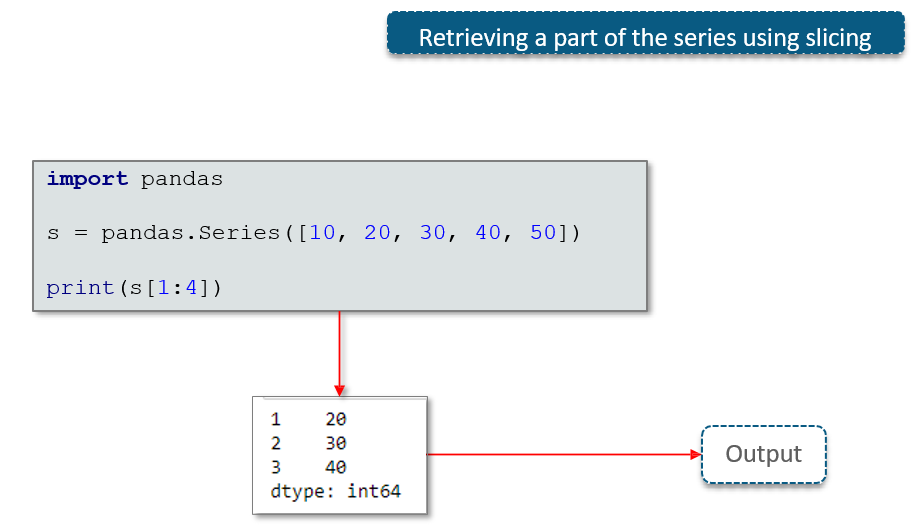 Retrieving a part of the series using slicing
import pandas
s = pandas.Series([10, 20, 30, 40, 50])
print(s[1:4])
1    20
2    30
3    40
dtype: int64
Output